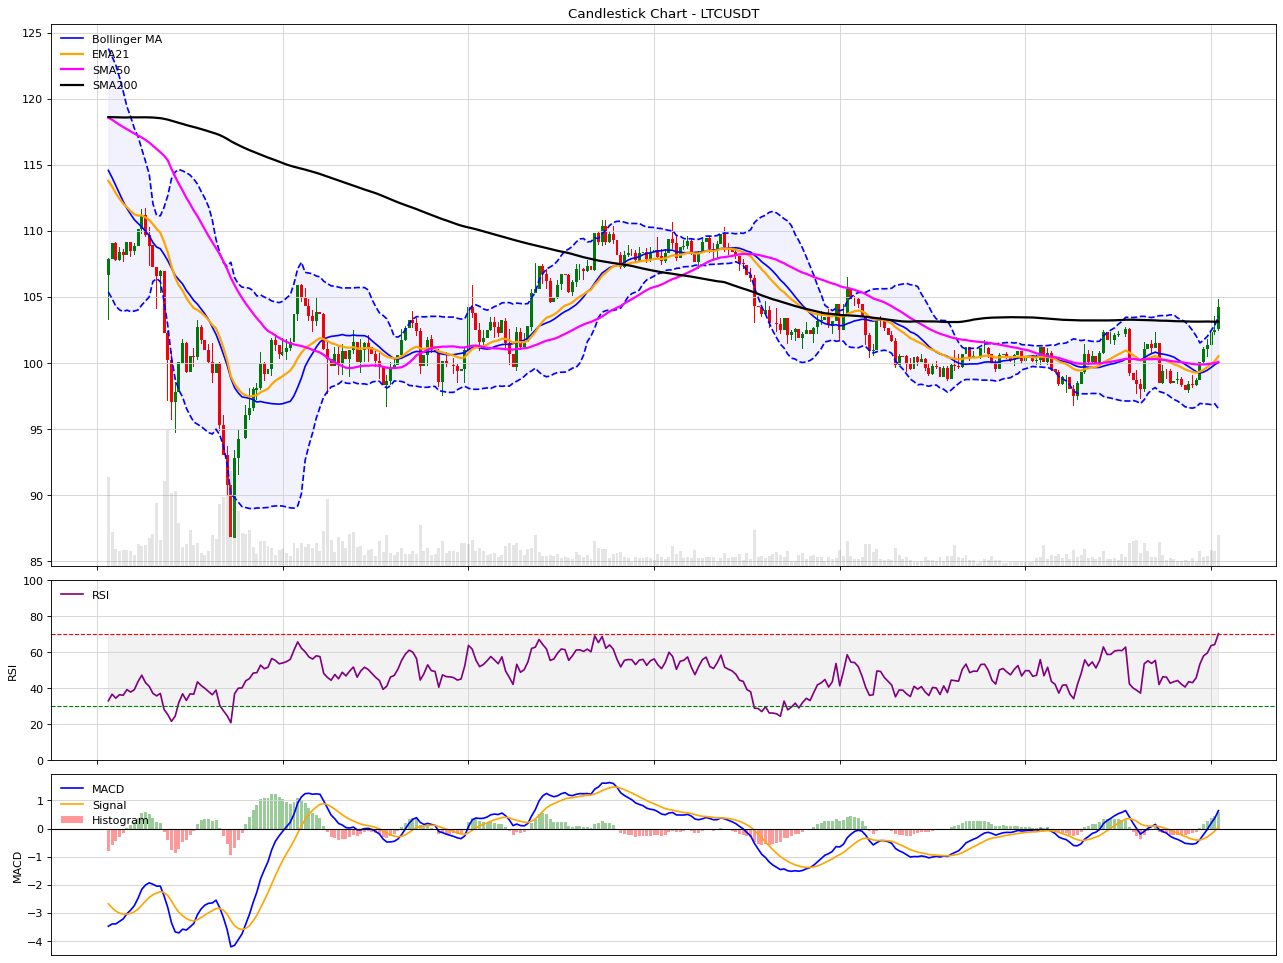 Candlestick Chart - LTCUSDT
Bollinger MA
EMA21
SMA50
SMA200
125
120
115
110
105
100
95
90
85
RSI
100
80
60
40
20
0
RSI
MACD
Signal
Histogram
1
0
−1
−2
−3
−4
MACD